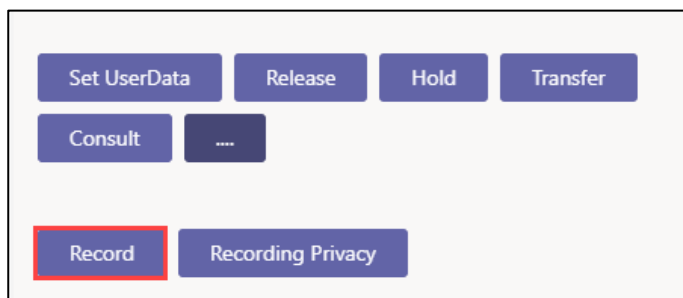 Set UserData Release Hold Transfer
Consult ....
Record Recording Privacy